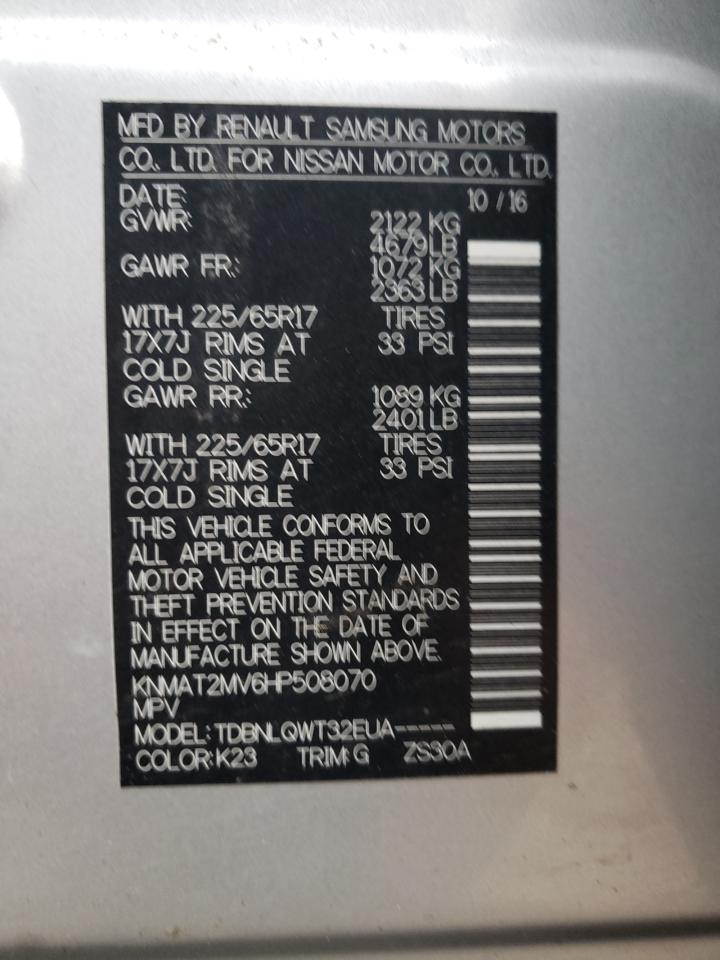 MFD BY RENAULT SAMSUNG MOTORS
CO., LTD. FOR NISSAN MOTOR CO., LTD.
DATE: 10 / 16
GVWR: 2122 KG
4679 LB
GAWR FR.: 1072 KG
2363 LB
WITH 225/65R17 TIRES
17X7J RIMS AT 33 PSI
COLD SINGLE
GAWR RR.: 1089 KG
2401 LB
WITH 225/65R17 TIRES
17X7J RIMS AT 33 PSI
COLD SINGLE
THIS VEHICLE CONFORMS TO
ALL APPLICABLE FEDERAL
MOTOR VEHICLE SAFETY AND
THEFT PREVENTION STANDARDS
IN EFFECT ON THE DATE OF
MANUFACTURE SHOWN ABOVE.
KNMAT2MV6HP508070
MPV
MODEL: TDBNLQWT32EUA-----
COLOR: K23 TRIM: G ZS30A